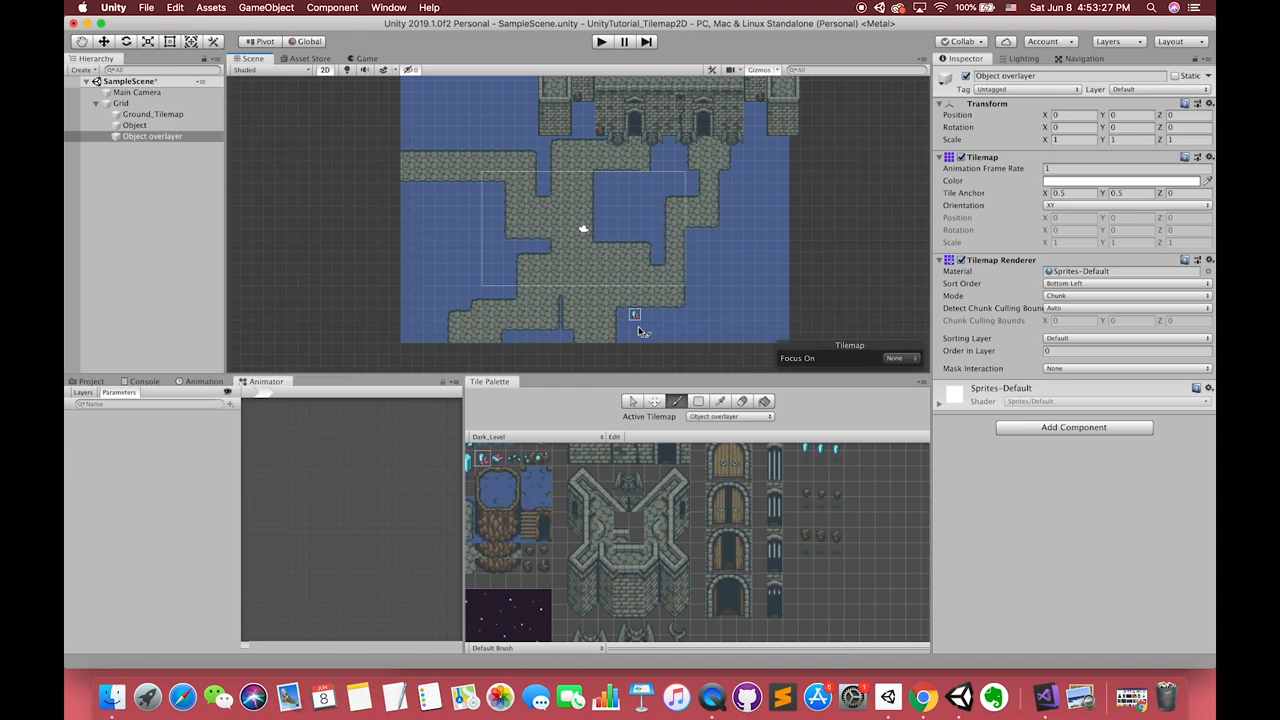 Unity File Edit Assets GameObject Component Window Help 100% Sat Jun 8 4:53:27 PM
Unity 2019.1.0f2 Personal - SampleScene.unity - UnityTutorial_Tilemap2D - PC, Mac & Linux Standalone (Personal) <Metal>
Pivot Global Collab Account Layers Layout
Hierarchy Scene Asset Store Game Inspector Lighting Navigation
Create All Shaded 2D 0 Gizmos All Object overlayer Static
SampleScene*
Main Camera
Grid
Ground_Tilemap
Object
Object overlayer
Tag Untagged Layer Default
Transform
Position X 0 Y 0 Z 0
Rotation X 0 Y 0 Z 0
Scale X 1 Y 1 Z 1
Tilemap
Animation Frame Rate 1
Color
Tile Anchor X 0.5 Y 0.5 Z 0
Orientation XY
Position X 0 Y 0 Z 0
Rotation X 0 Y 0 Z 0
Scale X 1 Y 1 Z 1
Tilemap Renderer
Material Sprites-Default
Sort Order Bottom Left
Mode Chunk
Detect Chunk Culling Boun Auto
Chunk Culling Bounds X 0 Y 0 Z 0
Sorting Layer Default
Order in Layer 0
Mask Interaction None
Sprites-Default
Shader Sprites/Default
Add Component
Tilemap
Focus On None
Project Console Animation Animator Tile Palette
Layers Parameters
Name
Active Tilemap Object overlayer
Dark_Level Edit
Default Brush